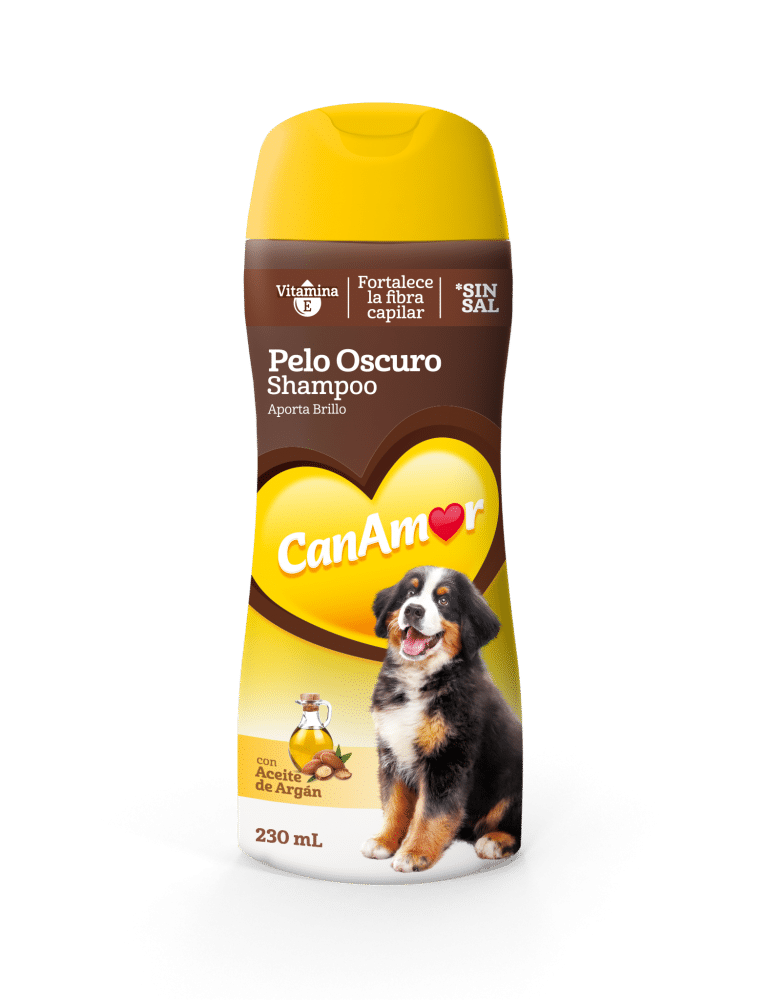 Vitamina
E
Fortalece
la fibra
capilar
*SIN
SAL
Pelo Oscuro
Shampoo
Aporta Brillo
CanAmor
con
Aceite
de Argán
230 mL